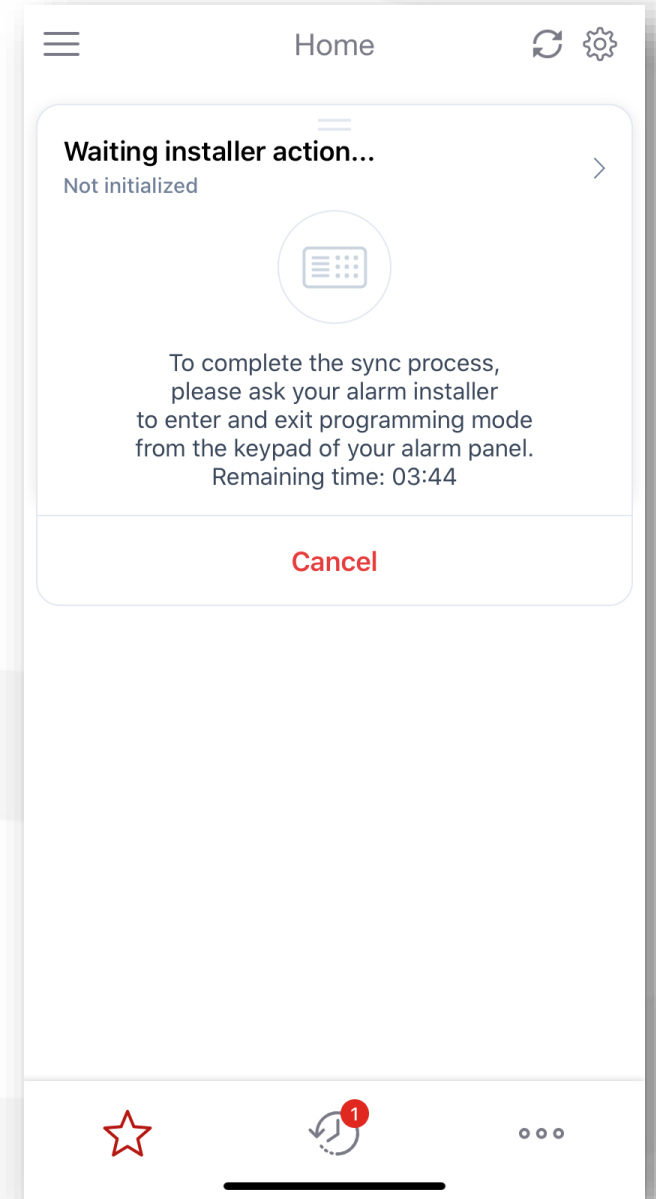 Home
Waiting installer action...
Not initialized
To complete the sync process,
please ask your alarm installer
to enter and exit programming mode
from the keypad of your alarm panel.
Remaining time: 03:44
Cancel
1